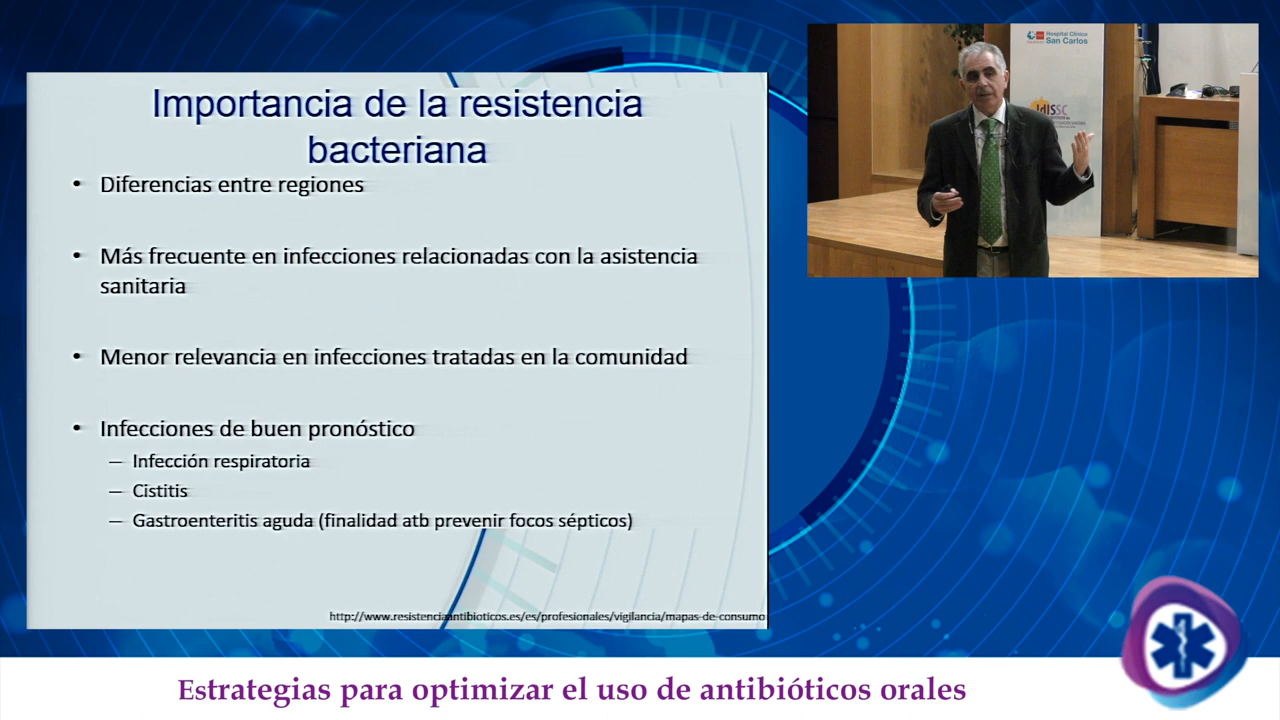 Importancia de la resistencia
bacteriana
• Diferencias entre regiones
• Más frecuente en infecciones relacionadas con la asistencia
sanitaria
• Menor relevancia en infecciones tratadas en la comunidad
• Infecciones de buen pronóstico
– Infección respiratoria
– Cistitis
– Gastroenteritis aguda (finalidad atb prevenir focos sépticos)
http://www.resistenciaantibioticos.es/es/profesionales/vigilancia/mapas-de-consumo
Hospital Clínico
San Carlos
IdISSC
Estrategias para optimizar el uso de antibióticos orales